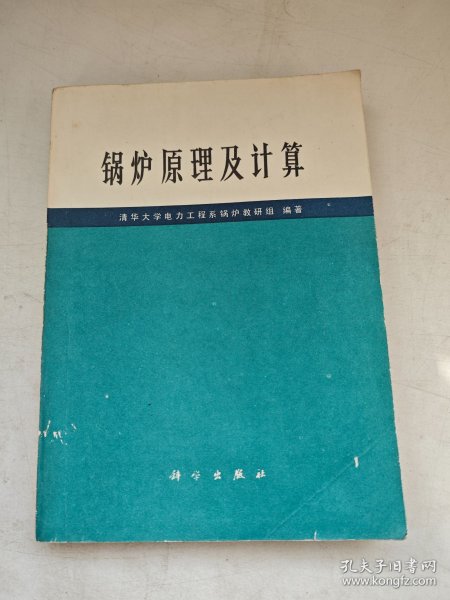 锅炉原理及计算
清华大学电力工程系锅炉教研组 编著
科学出版社
孔夫子旧书网
www.kongfz.com